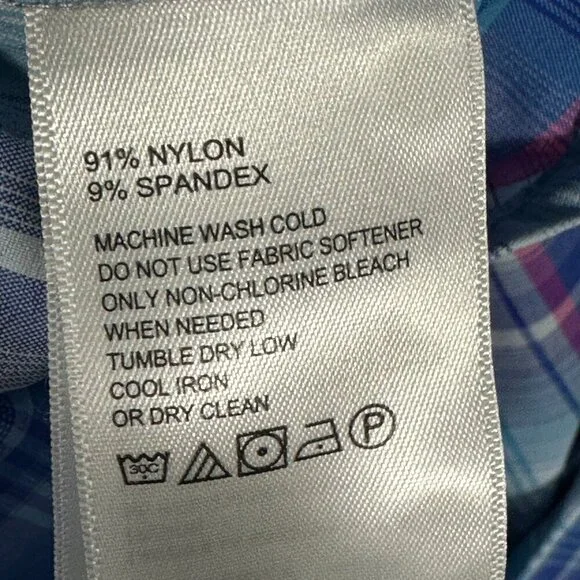 91% NYLON
9% SPANDEX
MACHINE WASH COLD
DO NOT USE FABRIC SOFTENER
ONLY NON-CHLORINE BLEACH
WHEN NEEDED
TUMBLE DRY LOW
COOL IRON
OR DRY CLEAN
30C P